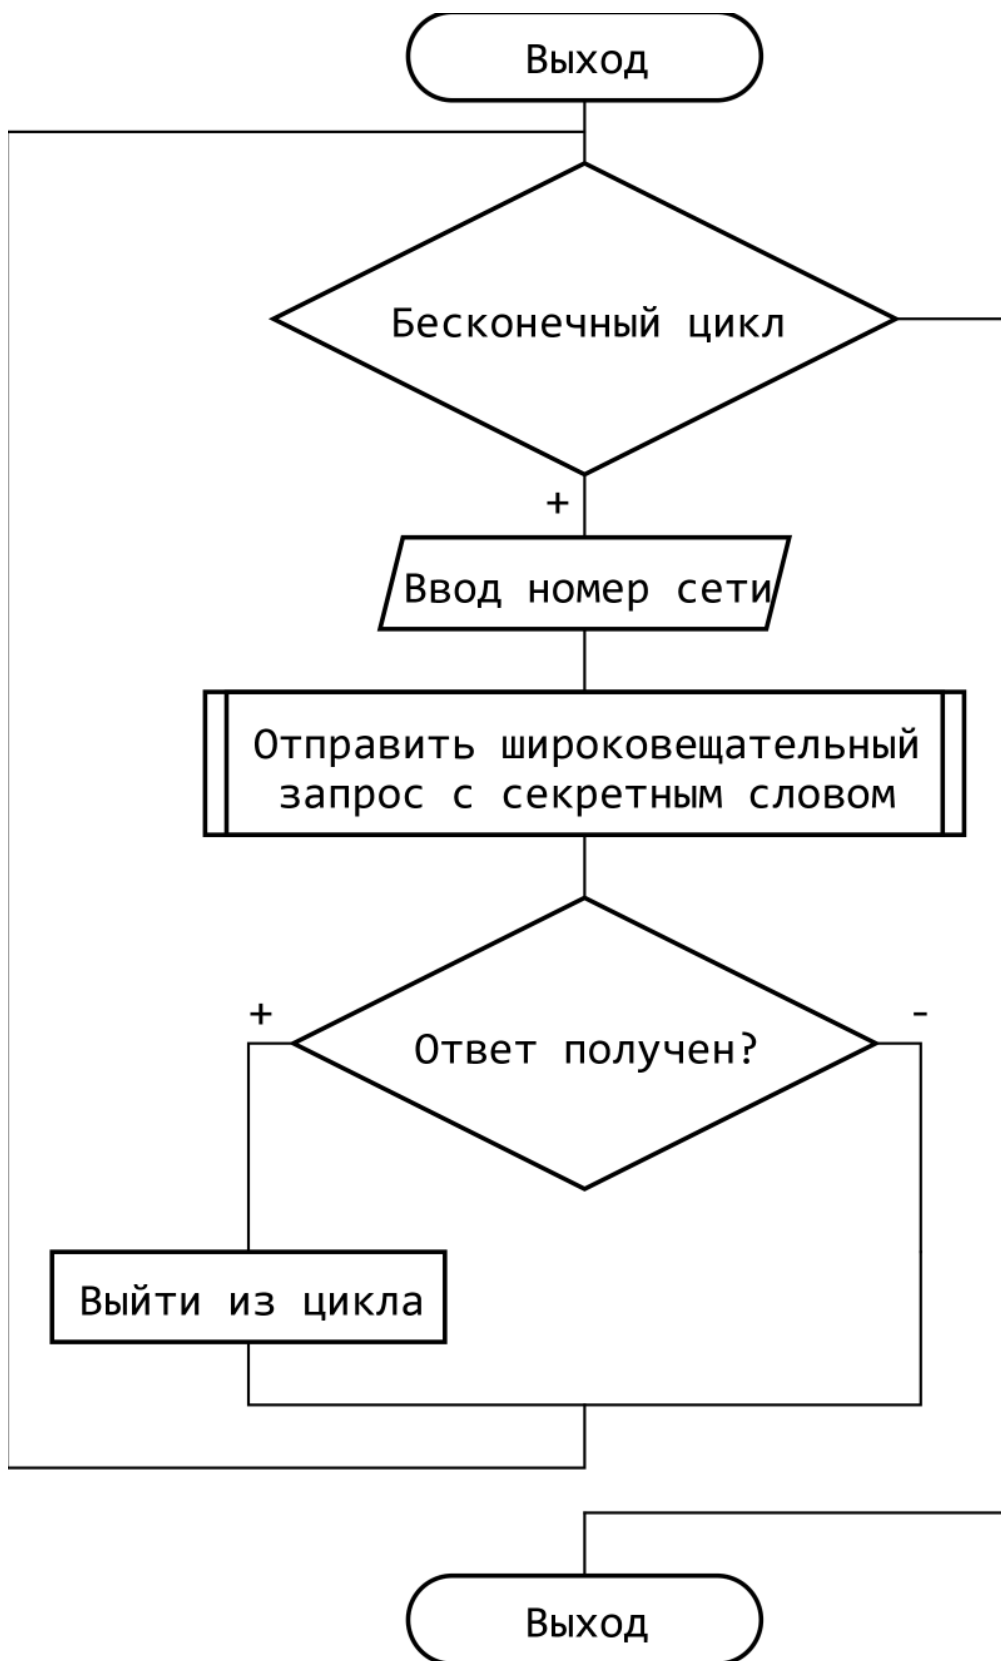 Выход
Бесконечный цикл
+
Ввод номер сети
Отправить широковещательный
запрос с секретным словом
+
-
Ответ получен?
Выйти из цикла
Выход